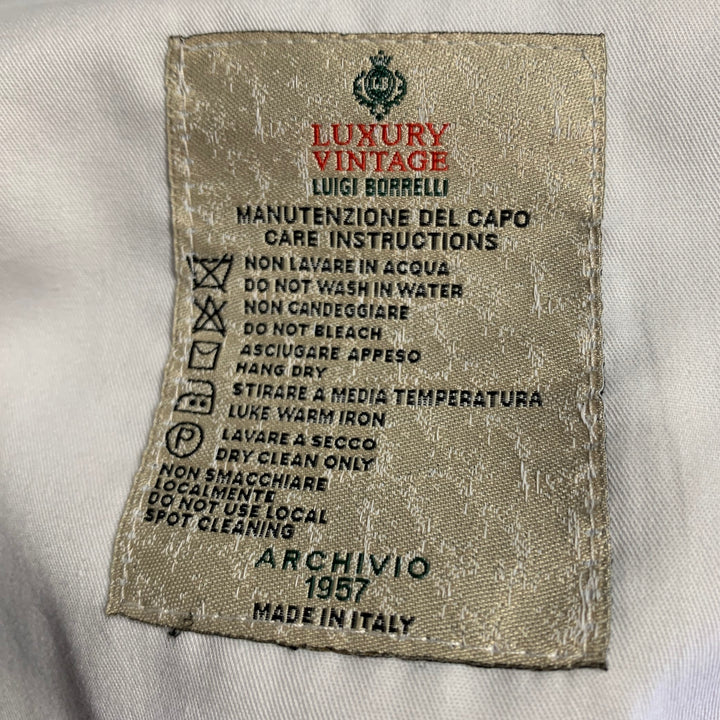 LB
LUXURY
VINTAGE
LUIGI BORRELLI
MANUTENZIONE DEL CAPO
CARE INSTRUCTIONS
NON LAVARE IN ACQUA
DO NOT WASH IN WATER
NON CANDEGGIARE
DO NOT BLEACH
ASCIUGARE APPESO
HANG DRY
STIRARE A MEDIA TEMPERATURA
LUKE WARM IRON
P LAVARE A SECCO
DRY CLEAN ONLY
NON SMACCHIARE
LOCALMENTE
DO NOT USE LOCAL
SPOT CLEANING
ARCHIVIO
1957
MADE IN ITALY